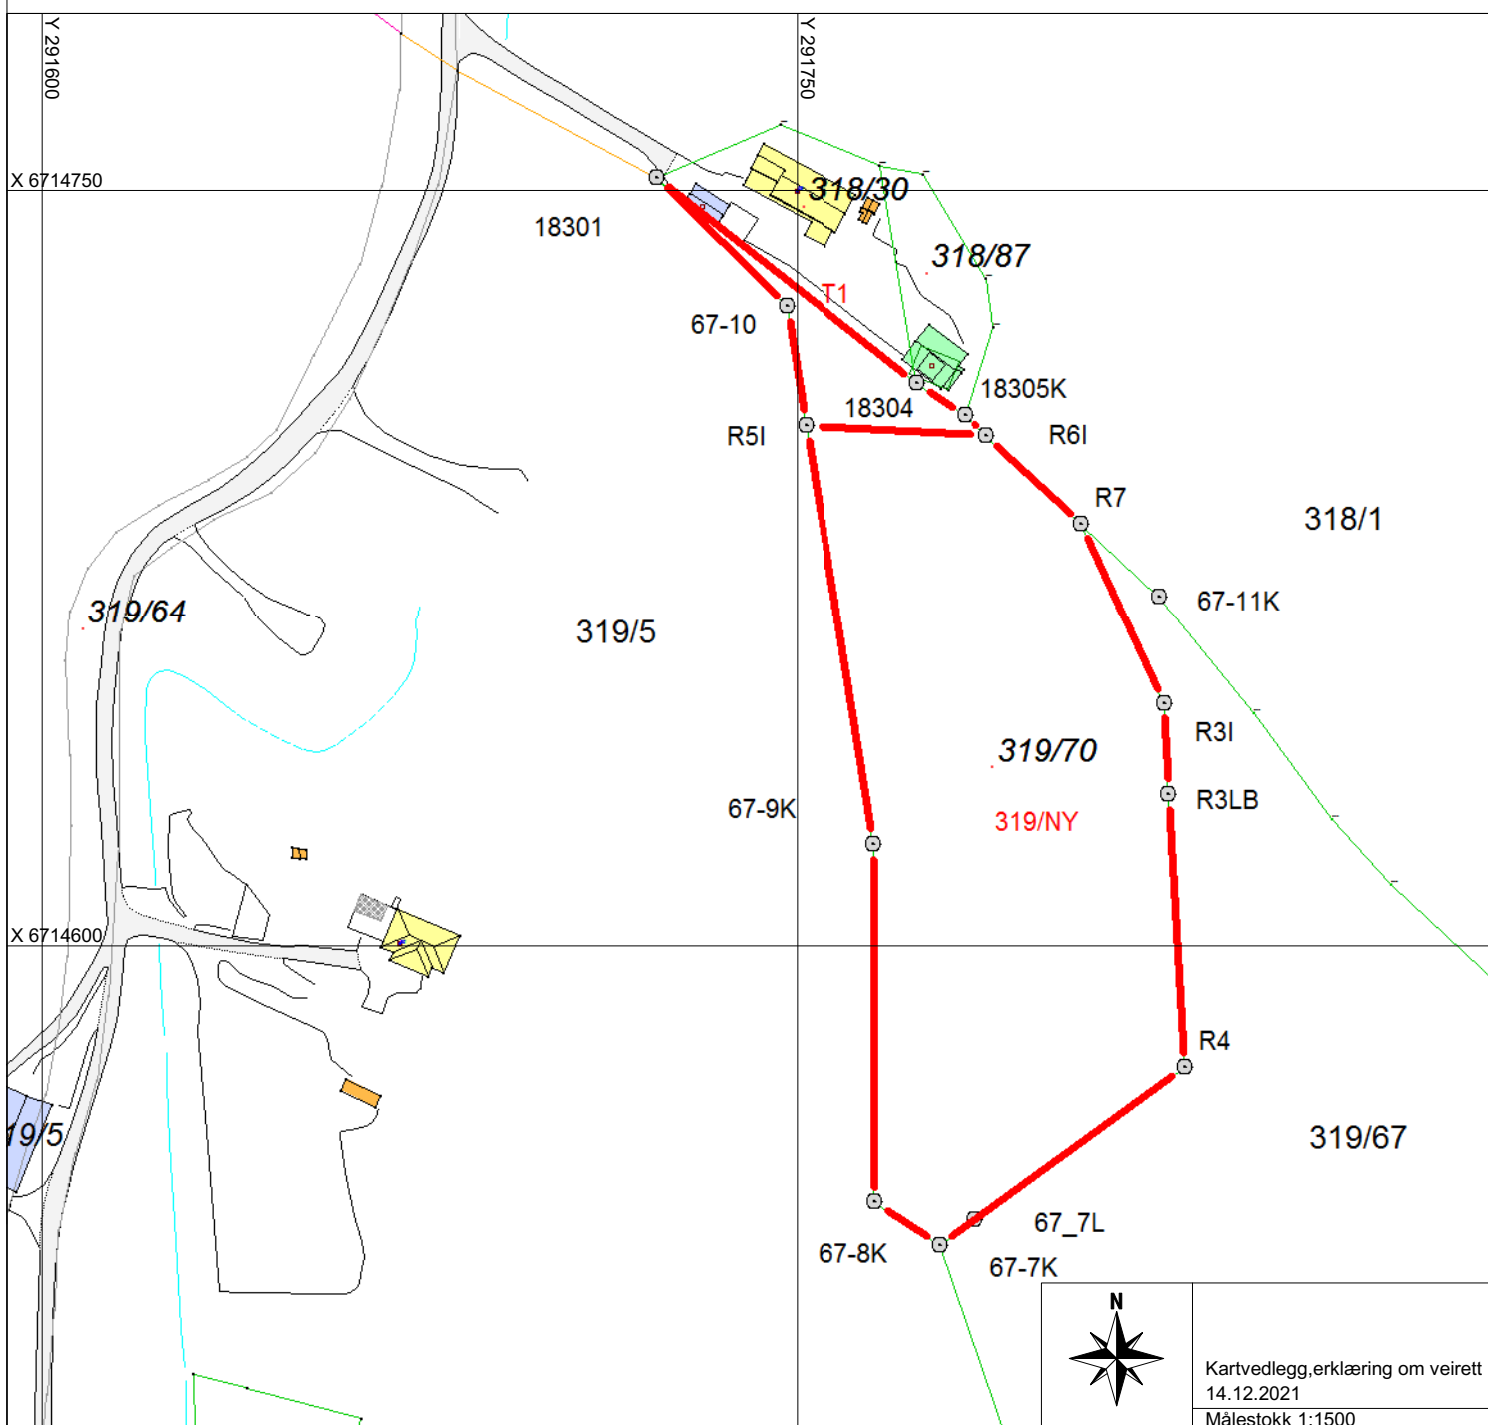 Y 291600
Y 291750
X 6714750
318/30
18301
318/87
T1
67-10
18305K
18304
R5I
R6I
R7
318/1
67-11K
319/64
319/5
R3I
319/70
R3LB
67-9K
319/NY
X 6714600
R4
19/5
319/67
67_7L
67-8K
67-7K
N
Kartvedlegg,erklæring om veirett
14.12.2021
Målestokk 1:1500